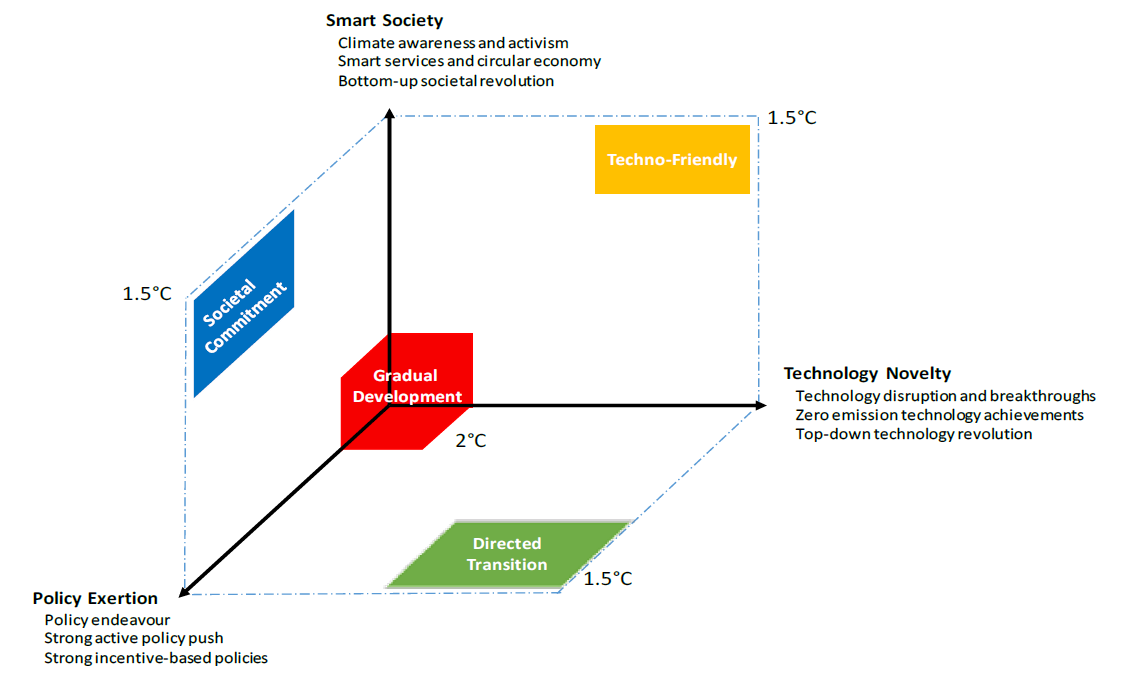 Smart Society
Climate awareness and activism
Smart services and circular economy
Bottom-up societal revolution
1.5°C
Techno-Friendly
1.5°C
Societal
Commitment
Gradual
Development
2°C
Technology Novelty
Technology disruption and breakthroughs
Zero emission technology achievements
Top-down technology revolution
Directed
Transition
1.5°C
Policy Exertion
Policy endeavour
Strong active policy push
Strong incentive-based policies